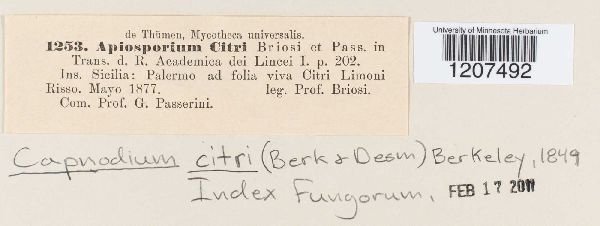 de Thümen, Mycotheca universalis.
1253. Apiosporium Citri Briosi et Pass. in
Trans. d. R. Academica dei Lincei I. p. 202.
Ins. Sicilia: Palermo ad folia viva Citri Limoni
Risso. Mayo 1877. leg. Prof. Briosi.
Com. Prof. G. Passerini.
University of Minnesota Herbarium
1207492
Capnodium citri (Berk & Desm) Berkeley, 1849
Index Fungorum, FEB 17 2011